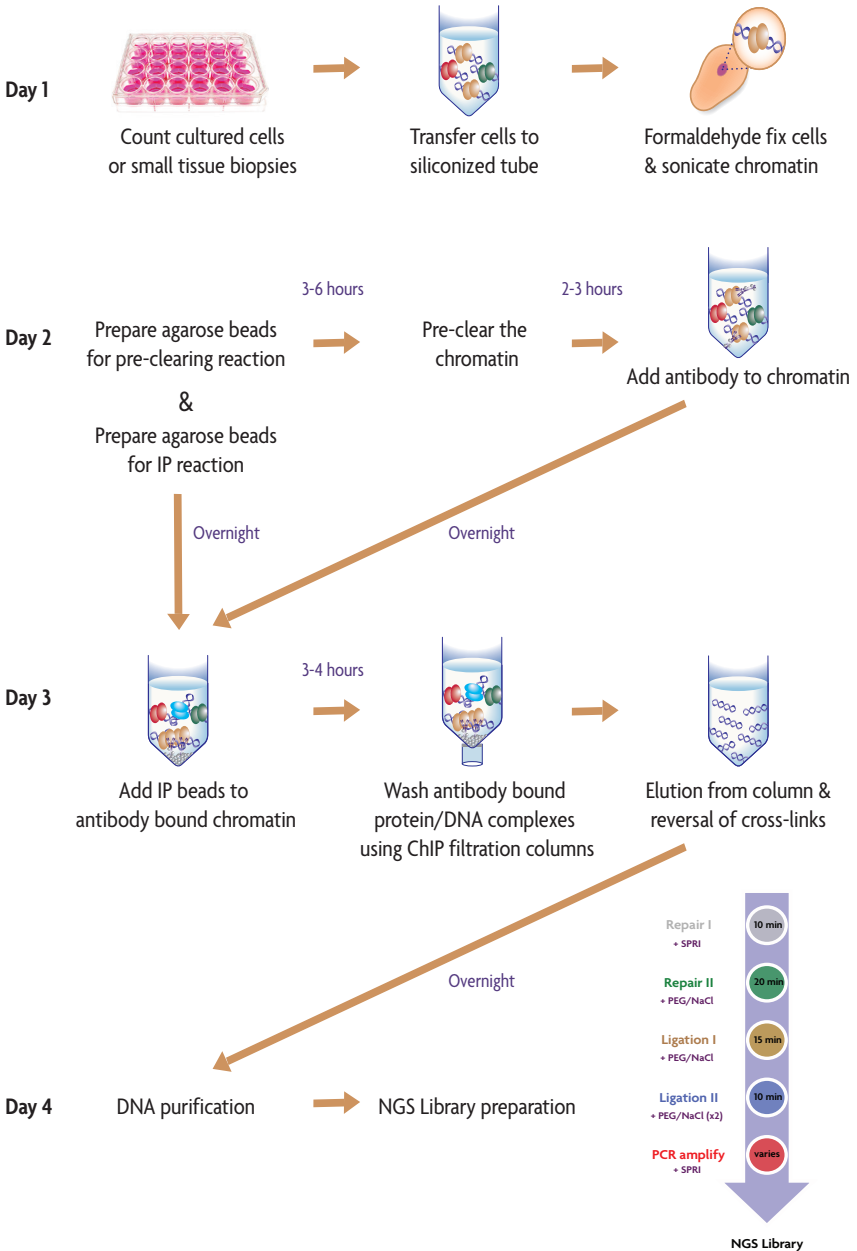 Day 1
Count cultured cells
or small tissue biopsies
Transfer cells to
siliconized tube
Formaldehyde fix cells
& sonicate chromatin
Day 2
Prepare agarose beads
for pre-clearing reaction
&
Prepare agarose beads
for IP reaction
3-6 hours
Pre-clear the
chromatin
2-3 hours
Add antibody to chromatin
Overnight
Overnight
Day 3
Add IP beads to
antibody bound chromatin
3-4 hours
Wash antibody bound
protein/DNA complexes
using ChIP filtration columns
Elution from column &
reversal of cross-links
Overnight
Day 4
DNA purification
NGS Library preparation
Repair I
+ SPRI
10 min
Repair II
+ PEG/NaCl
20 min
Ligation I
+ PEG/NaCl
15 min
Ligation II
+ PEG/NaCl (x2)
10 min
PCR amplify
+ SPRI
varies
NGS Library